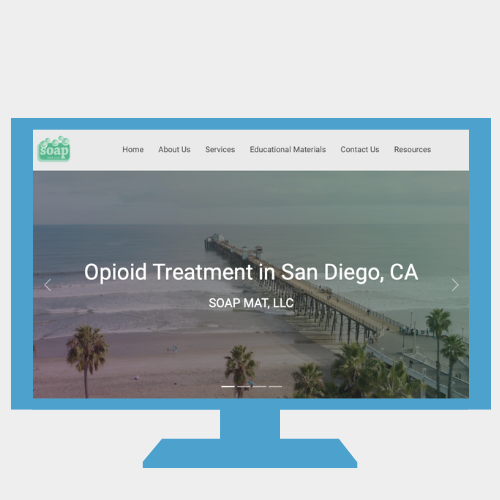 soap
Home About Us Services Educational Materials Contact Us Resources
Opioid Treatment in San Diego, CA
SOAP MAT, LLC